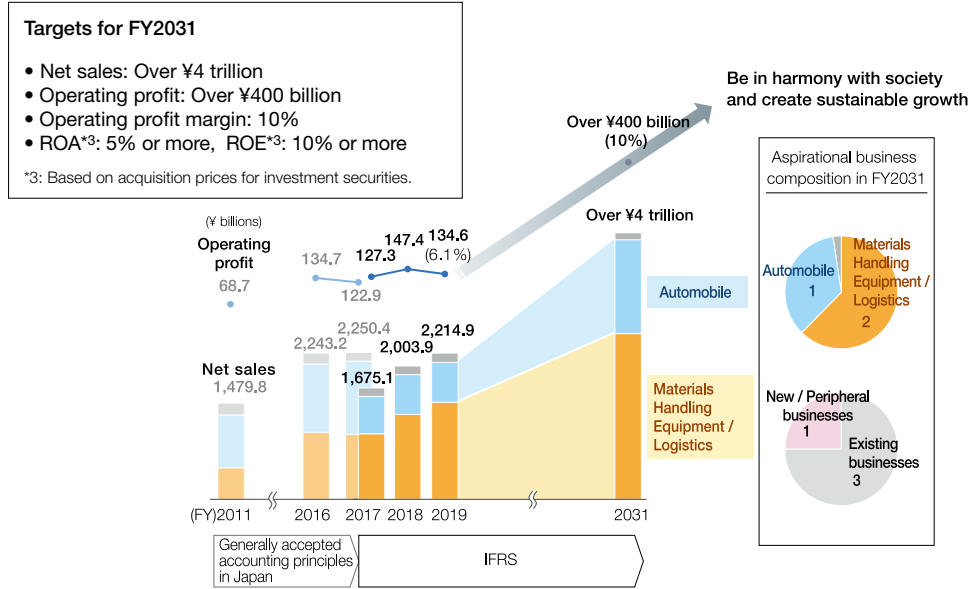 Targets for FY2031
• Net sales: Over ¥4 trillion
• Operating profit: Over ¥400 billion
• Operating profit margin: 10%
• ROA*3: 5% or more, ROE*3: 10% or more
*3: Based on acquisition prices for investment securities.
Be in harmony with society
and create sustainable growth
Over ¥400 billion
(10%)
(¥ billions)
Operating
profit
68.7
134.7
122.9
127.3
147.4
134.6
(6.1%)
Net sales
1,479.8
2,243.2
2,250.4
1,675.1
2,003.9
2,214.9
Over ¥4 trillion
Automobile
Materials
Handling
Equipment /
Logistics
(FY)2011
2016
2017
2018
2019
2031
Generally accepted
accounting principles
in Japan
IFRS
Aspirational business
composition in FY2031
Automobile
1
Materials
Handling
Equipment /
Logistics
2
New / Peripheral
businesses
1
Existing
businesses
3